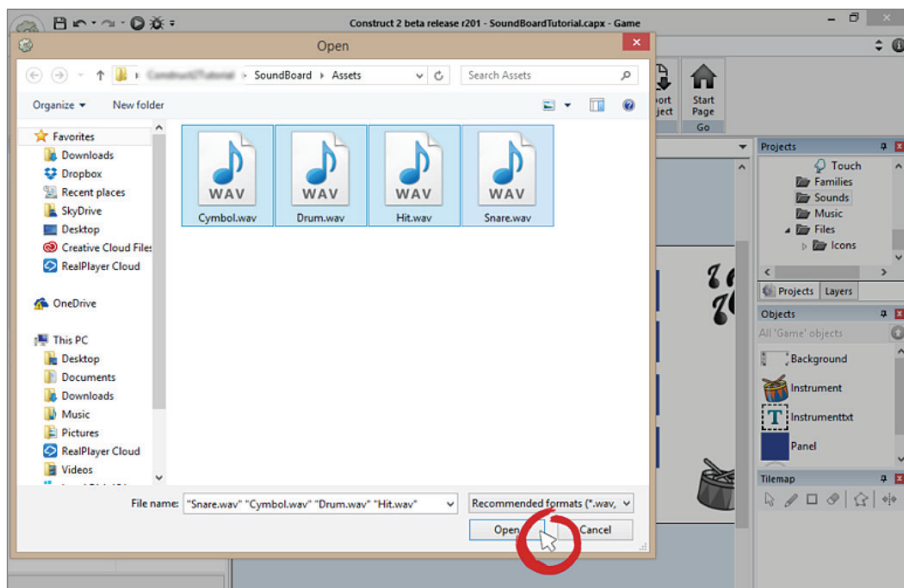 Construct 2 beta release r201 - SoundBoardTutorial.capx - Game
Open
SoundBoard Assets
Search Assets
Organize
New folder
Favorites
Downloads
Dropbox
Recent places
SkyDrive
Desktop
Creative Cloud Files
RealPlayer Cloud
OneDrive
This PC
Desktop
Documents
Downloads
Music
Pictures
RealPlayer Cloud
Videos
WAV WAV WAV WAV
Cymbol.wav Drum.wav Hit.wav Snare.wav
File name: "Snare.wav" "Cymbol.wav" "Drum.wav" "Hit.wav"
Recommended formats (*.wav,
Open Cancel
Start
Page
Go
Projects
Touch
Families
Sounds
Music
Files
Icons
Projects Layers
Objects
All 'Game' objects
Background
Instrument
T Instrumenttxt
Panel
Tilemap